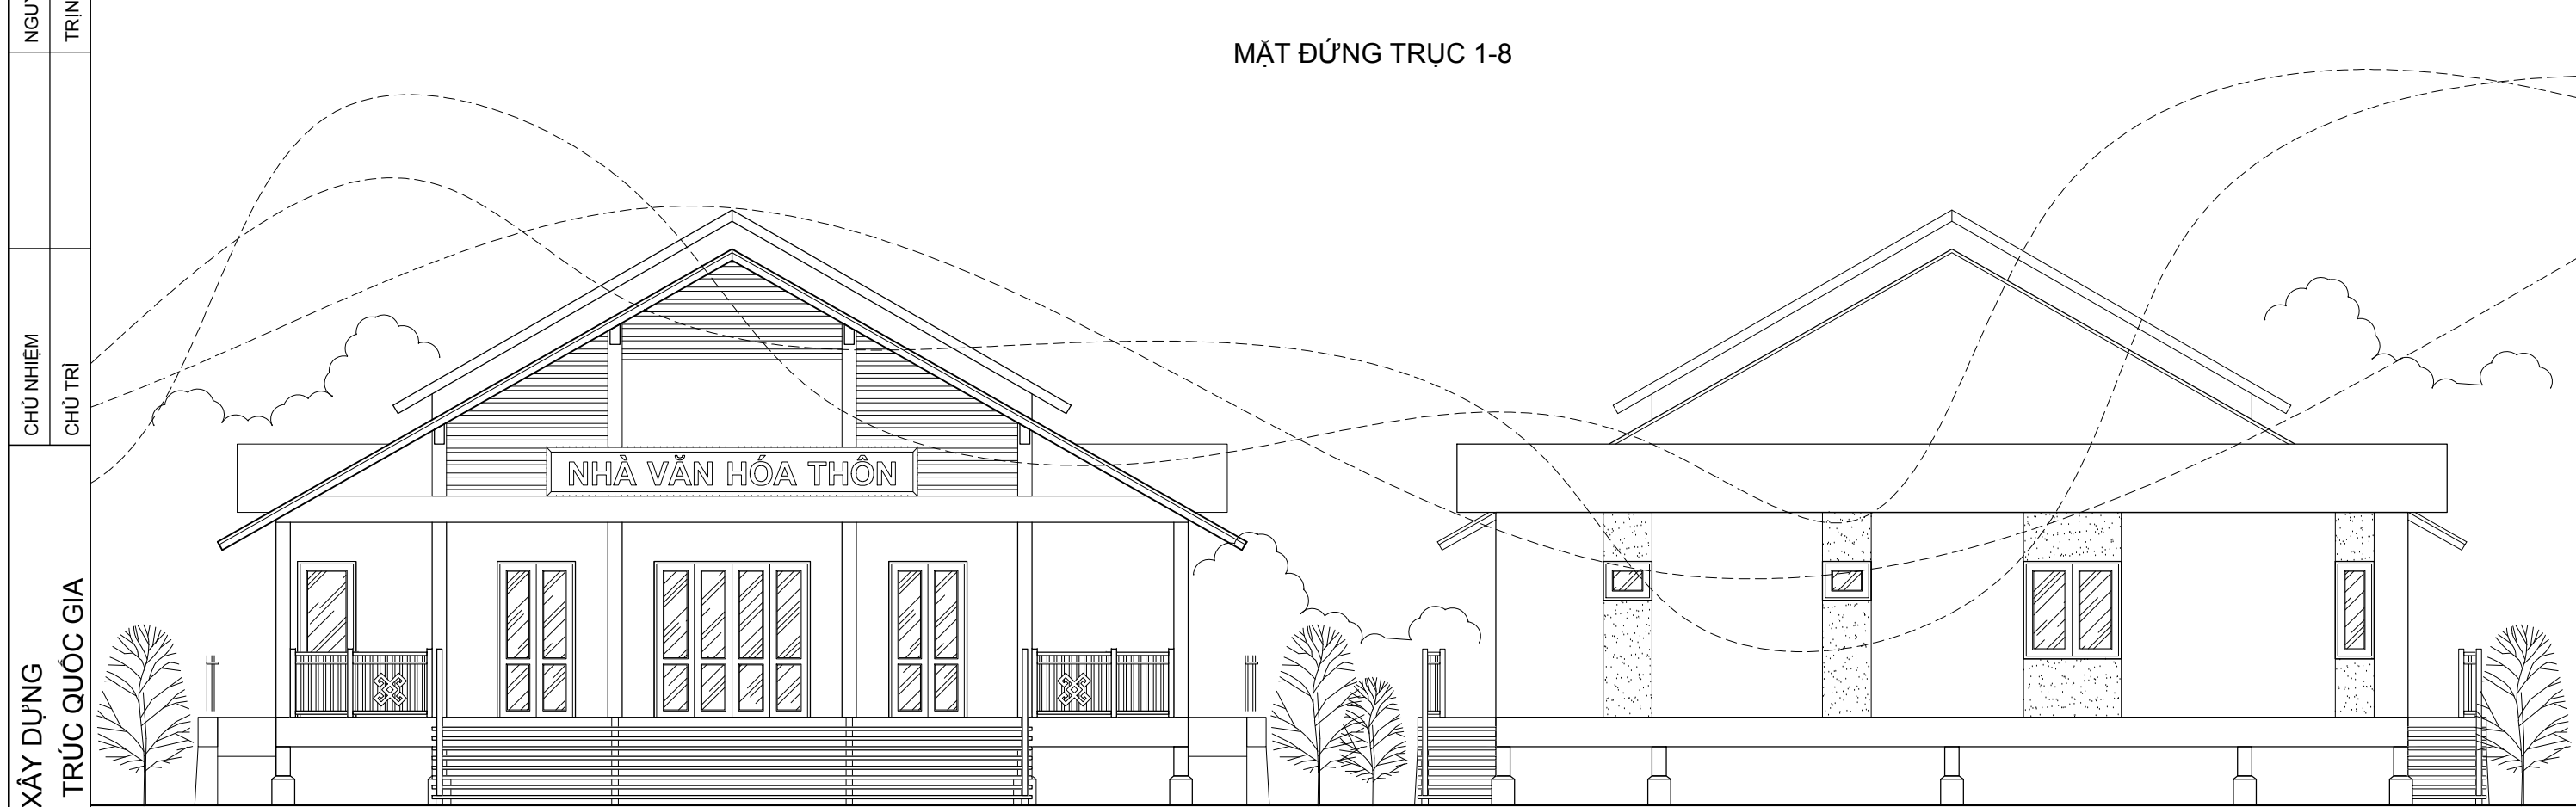 MẶT ĐỨNG TRỤC 1-8
NHÀ VĂN HÓA THÔN
CHỦ NHIỆM
CHỦ TRÌ
XÂY DỰNG
TRÚC QUỐC GIA